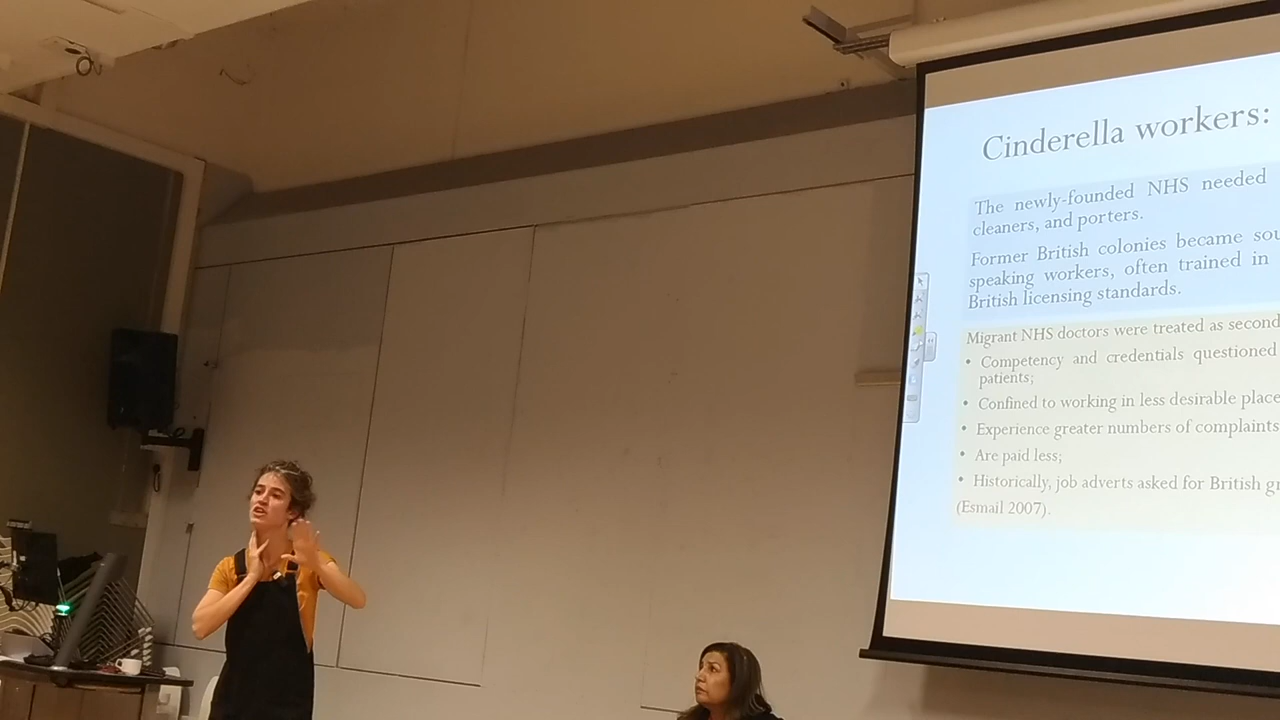 Cinderella workers:
The newly-founded NHS needed
cleaners, and porters.
Former British colonies became sou
speaking workers, often trained in
British licensing standards.
Migrant NHS doctors were treated as second
• Competency and credentials questioned
patients;
• Confined to working in less desirable place
• Experience greater numbers of complaints
• Are paid less;
• Historically, job adverts asked for British gr
(Esmail 2007).